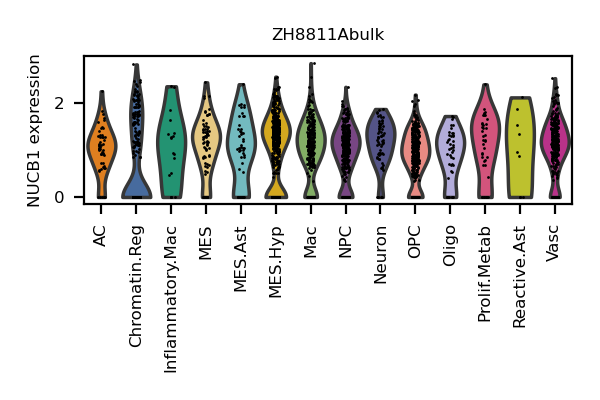 ZH8811Abulk
NUCB1 expression
2
0
AC
Chromatin.Reg
Inflammatory.Mac
MES
MES.Ast
MES.Hyp
Mac
NPC
Neuron
OPC
Oligo
Prolif.Metab
Reactive.Ast
Vasc